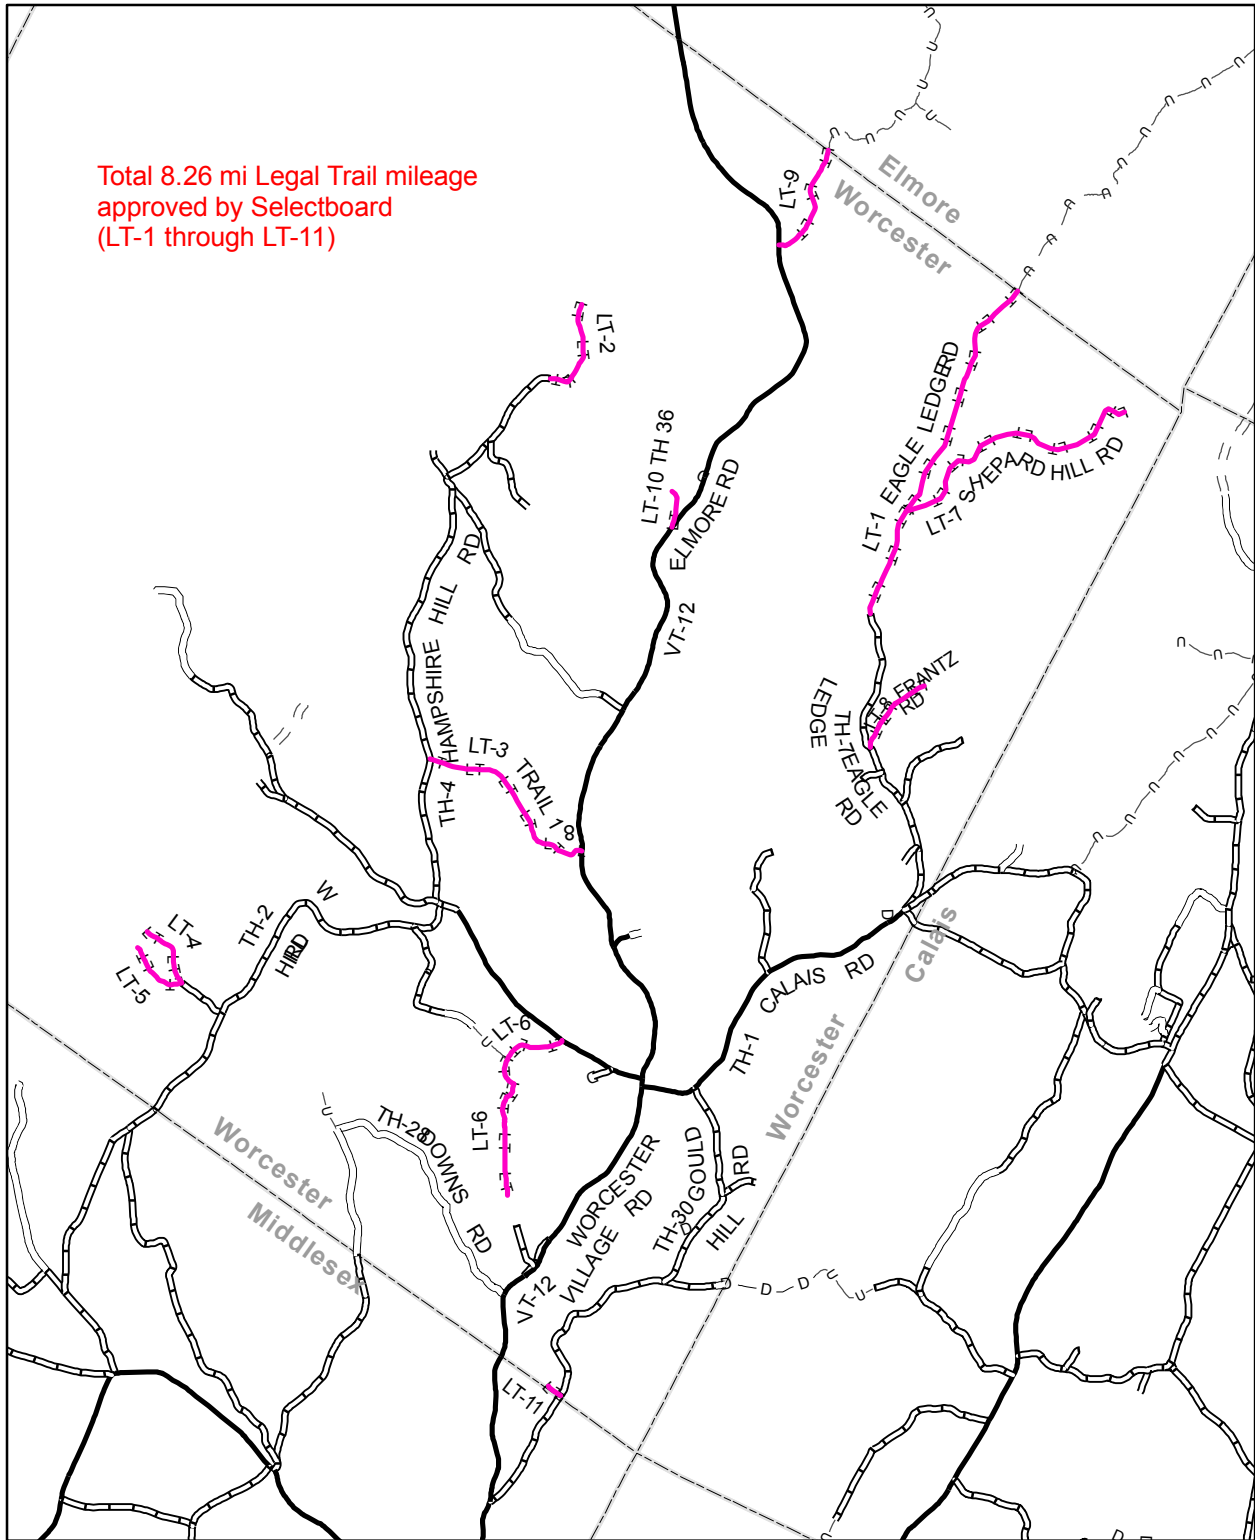 Total 8.26 mi Legal Trail mileage
approved by Selectboard
(LT-1 through LT-11)
Elmore
Worcester
LT-9
LT-2
LT-10 TH 36
ELMORE RD
VT-12
LT-1 EAGLE LEDGE RD
LT-7 SHEPARD HILL RD
TH-4 HAMPSHIRE HILL RD
LT-3 TRAIL 18
LT-8 FRANTZ RD
TH-7 EAGLE LEDGE RD
TH-2 W HILL RD
LT-4
LT-5
LT-6
LT-6
TH-1 CALAIS RD
Calais
Worcester
TH-28 DOWNS RD
Worcester
Middlesex
VT-12 WORCESTER VILLAGE RD
TH-30 GOULD HILL RD
LT-11